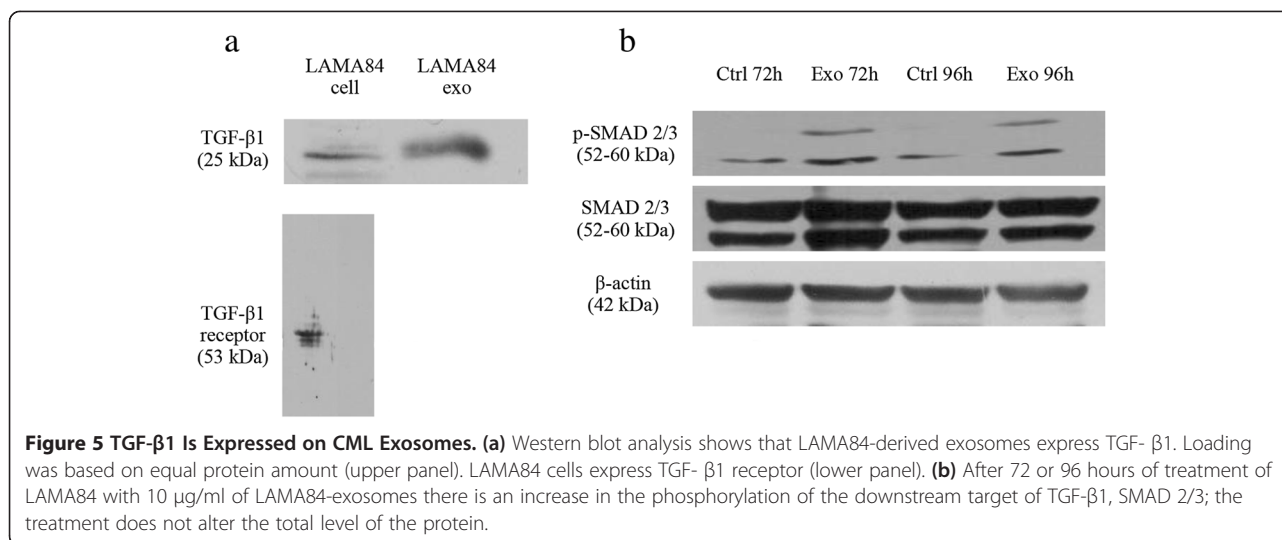 a
LAMA84 LAMA84
cell exo
TGF-β1
(25 kDa)
TGF-β1
receptor
(53 kDa)
b
Ctrl 72h Exo 72h Ctrl 96h Exo 96h
p-SMAD 2/3
(52-60 kDa)
SMAD 2/3
(52-60 kDa)
β-actin
(42 kDa)
Figure 5 TGF-β1 Is Expressed on CML Exosomes. (a) Western blot analysis shows that LAMA84-derived exosomes express TGF- β1. Loading
was based on equal protein amount (upper panel). LAMA84 cells express TGF- β1 receptor (lower panel). (b) After 72 or 96 hours of treatment of
LAMA84 with 10 μg/ml of LAMA84-exosomes there is an increase in the phosphorylation of the downstream target of TGF-β1, SMAD 2/3; the
treatment does not alter the total level of the protein.